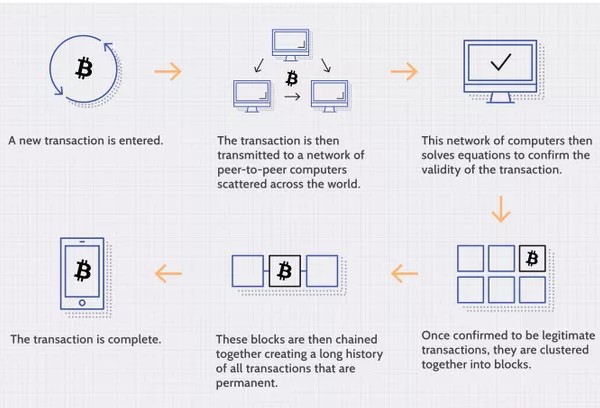 A new transaction is entered.
The transaction is then
transmitted to a network of
peer-to-peer computers
scattered across the world.
This network of computers then
solves equations to confirm the
validity of the transaction.
The transaction is complete.
These blocks are then chained
together creating a long history
of all transactions that are
permanent.
Once confirmed to be legitimate
transactions, they are clustered
together into blocks.